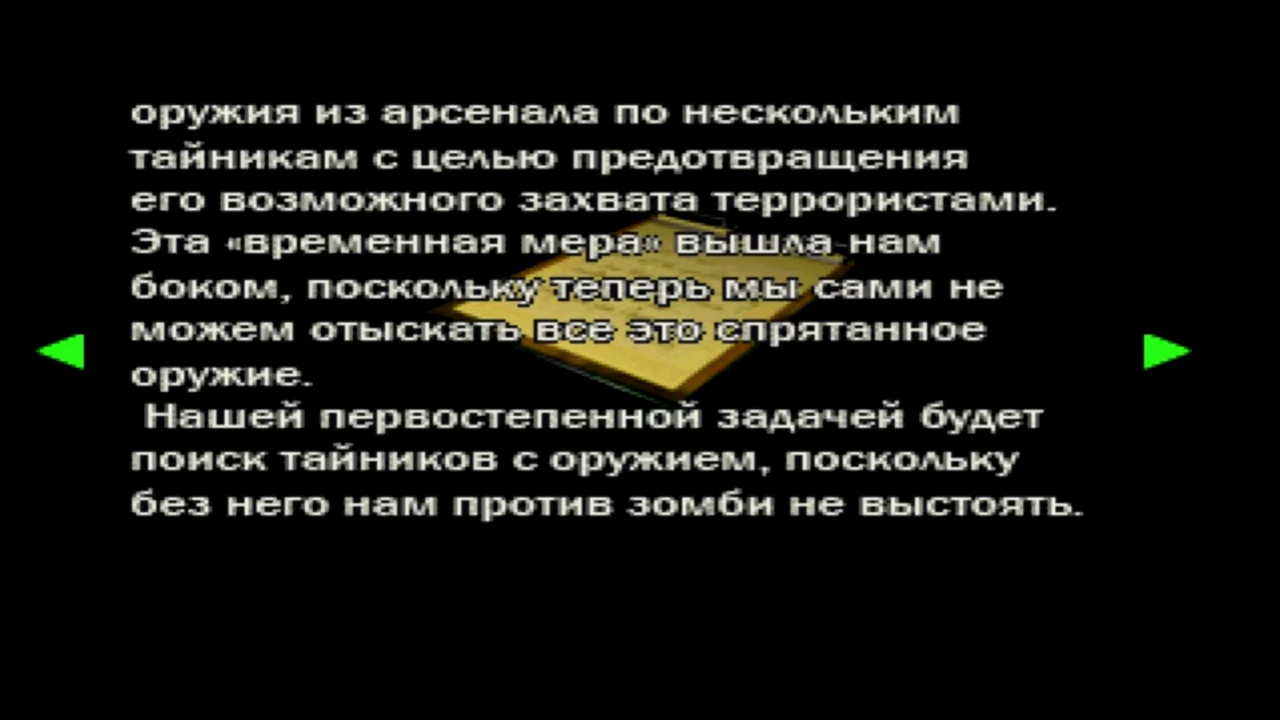 оружия из арсенала по нескольким
тайникам с целью предотвращения
его возможного захвата террористами.
Эта «временная мера» вышла нам
боком, поскольку теперь мы сами не
можем отыскать все это спрятанное
оружие.
Нашей первостепенной задачей будет
поиск тайников с оружием, поскольку
без него нам против зомби не выстоять.